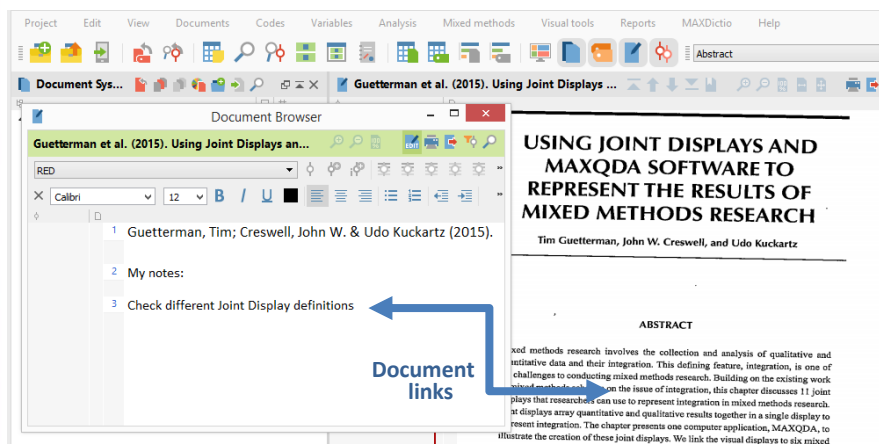 Project Edit View Documents Codes Variables Analysis Mixed methods Visual tools Reports MAXDictio Help
Abstract
Document Sys...
Guetterman et al. (2015). Using Joint Displays ...
Document Browser
Guetterman et al. (2015). Using Joint Displays an...
EDIT
RED
Calibri 12 B I U
1 Guetterman, Tim; Creswell, John W. & Udo Kuckartz (2015).
2 My notes:
3 Check different Joint Display definitions
Document
links
USING JOINT DISPLAYS AND
MAXQDA SOFTWARE TO
REPRESENT THE RESULTS OF
MIXED METHODS RESEARCH
Tim Guetterman, John W. Creswell, and Udo Kuckartz
ABSTRACT
methods research involves the collection and analysis of qualitative and
data and their integration. This defining feature, integration, is one of
challenges to conducting mixed methods research. Building on the existing work
on the issue of integration, this chapter discusses 11 joint
that researchers can use to represent integration in mixed methods research.
displays array quantitative and qualitative results together in a single display to
integration. The chapter presents one computer application, MAXQDA, to
illustrate the creation of these joint displays. We link the visual displays to six mixed